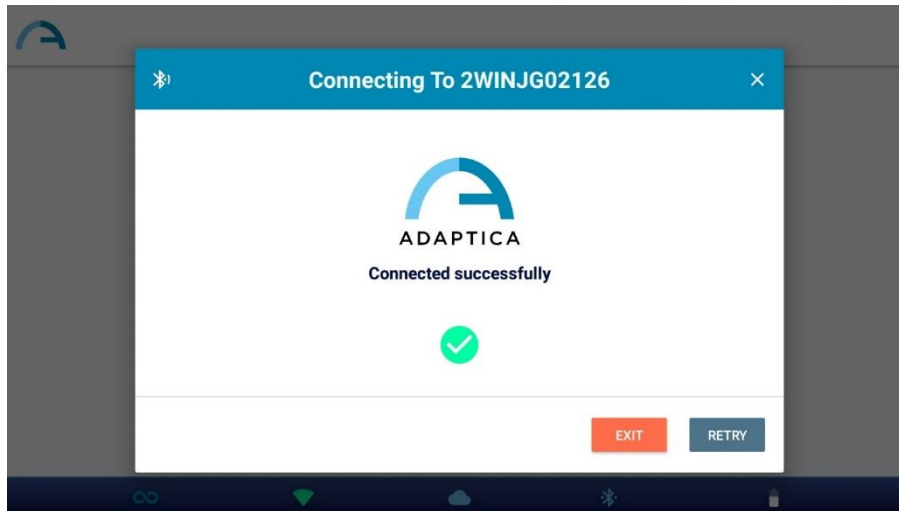 Connecting To 2WINJG02126
ADAPTICA
Connected successfully
EXIT
RETRY